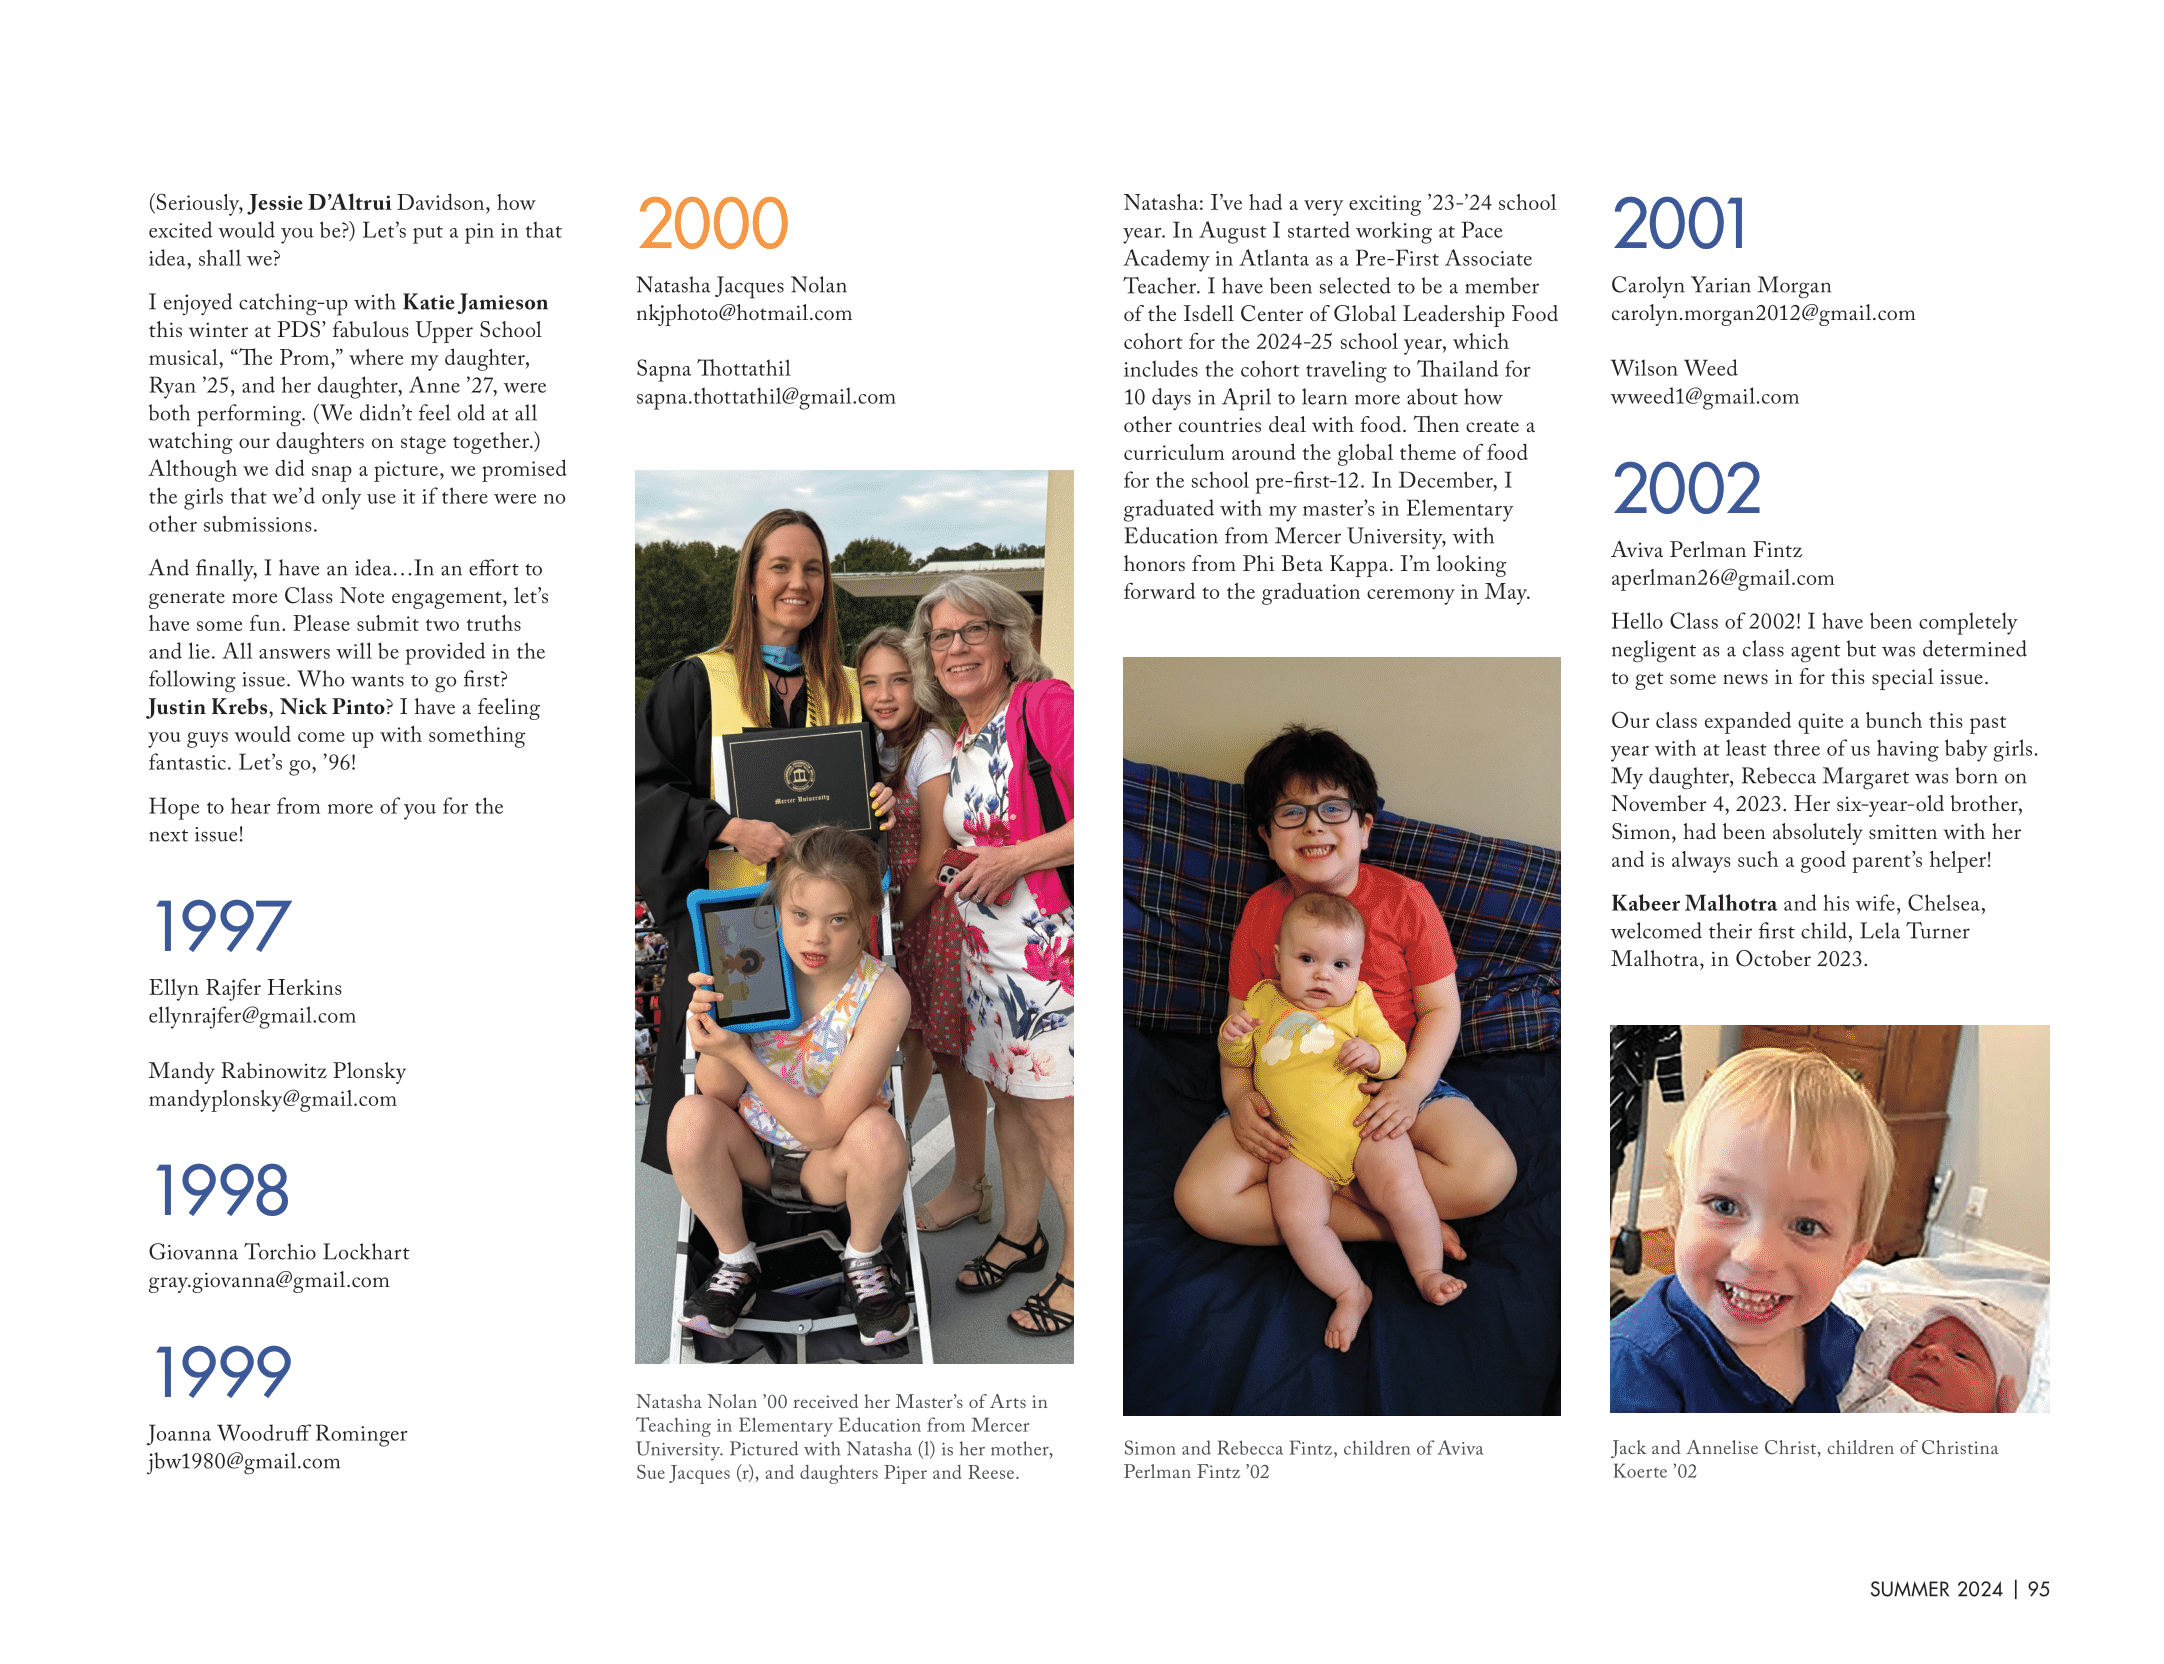 (Seriously, Jessie D’Altrui Davidson, how
excited would you be?) Let’s put a pin in that
idea, shall we?
I enjoyed catching-up with Katie Jamieson
this winter at PDS’ fabulous Upper School
musical, “The Prom,” where my daughter,
Ryan ’25, and her daughter, Anne ’27, were
both performing. (We didn’t feel old at all
watching our daughters on stage together.)
Although we did snap a picture, we promised
the girls that we’d only use it if there were no
other submissions.
And finally, I have an idea…In an effort to
generate more Class Note engagement, let’s
have some fun. Please submit two truths
and lie. All answers will be provided in the
following issue. Who wants to go first?
Justin Krebs, Nick Pinto? I have a feeling
you guys would come up with something
fantastic. Let’s go, ’96!
Hope to hear from more of you for the
next issue!
1997
Ellyn Rajfer Herkins
ellynrajfer@gmail.com
Mandy Rabinowitz Plonsky
mandyplonsky@gmail.com
1998
Giovanna Torchio Lockhart
gray.giovanna@gmail.com
1999
Joanna Woodruff Rominger
jbw1980@gmail.com
2000
Natasha Jacques Nolan
nkjphoto@hotmail.com
Sapna Thottathil
sapna.thottathil@gmail.com
Mercer University
Natasha Nolan ’00 received her Master’s of Arts in
Teaching in Elementary Education from Mercer
University. Pictured with Natasha (l) is her mother,
Sue Jacques (r), and daughters Piper and Reese.
Natasha: I’ve had a very exciting ’23-’24 school
year. In August I started working at Pace
Academy in Atlanta as a Pre-First Associate
Teacher. I have been selected to be a member
of the Isdell Center of Global Leadership Food
cohort for the 2024-25 school year, which
includes the cohort traveling to Thailand for
10 days in April to learn more about how
other countries deal with food. Then create a
curriculum around the global theme of food
for the school pre-first-12. In December, I
graduated with my master’s in Elementary
Education from Mercer University, with
honors from Phi Beta Kappa. I’m looking
forward to the graduation ceremony in May.
Simon and Rebecca Fintz, children of Aviva
Perlman Fintz ’02
2001
Carolyn Yarian Morgan
carolyn.morgan2012@gmail.com
Wilson Weed
wweed1@gmail.com
2002
Aviva Perlman Fintz
aperlman26@gmail.com
Hello Class of 2002! I have been completely
negligent as a class agent but was determined
to get some news in for this special issue.
Our class expanded quite a bunch this past
year with at least three of us having baby girls.
My daughter, Rebecca Margaret was born on
November 4, 2023. Her six-year-old brother,
Simon, had been absolutely smitten with her
and is always such a good parent’s helper!
Kabeer Malhotra and his wife, Chelsea,
welcomed their first child, Lela Turner
Malhotra, in October 2023.
Jack and Annelise Christ, children of Christina
Koerte ’02
SUMMER 2024 | 95